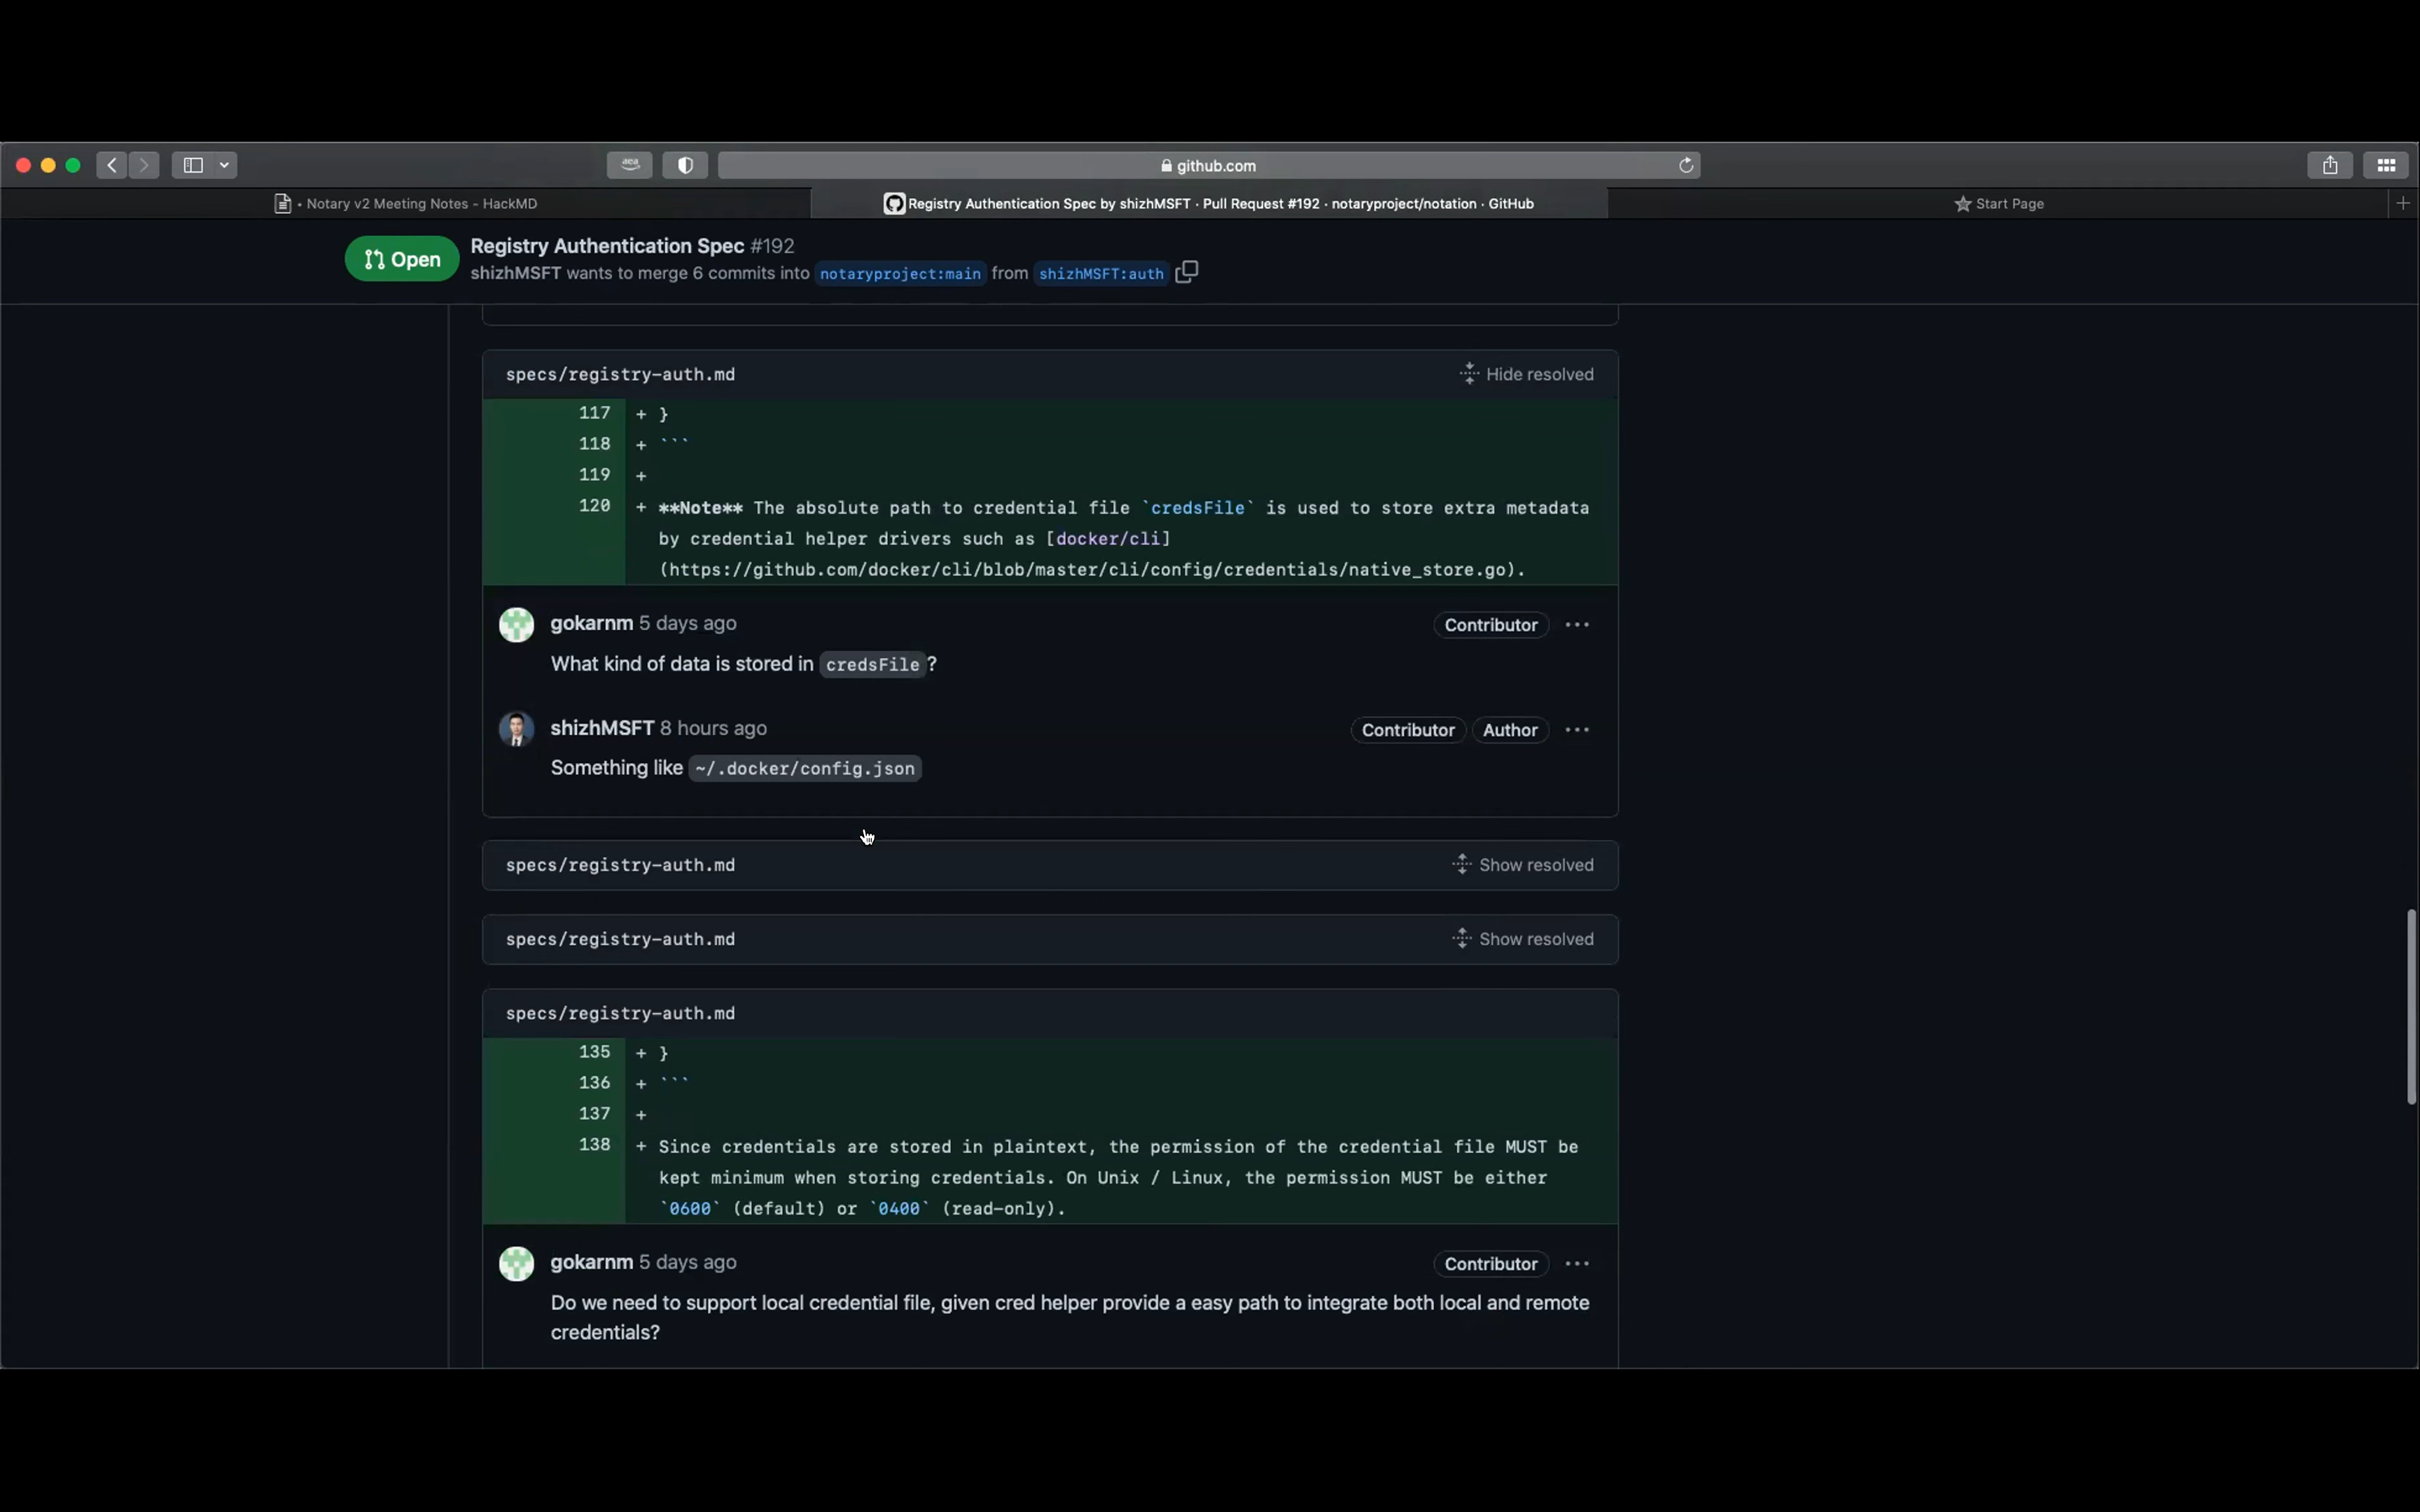 aea
github.com
• Notary v2 Meeting Notes - HackMD
Registry Authentication Spec by shizhMSFT · Pull Request #192 · notaryproject/notation · GitHub
Start Page
Open
Registry Authentication Spec #192
shizhMSFT wants to merge 6 commits into notaryproject:main from shizhMSFT:auth
specs/registry-auth.md
Hide resolved
117 + }
118 + ```
119 +
120 + **Note** The absolute path to credential file `credsFile` is used to store extra metadata
by credential helper drivers such as [docker/cli]
(https://github.com/docker/cli/blob/master/cli/config/credentials/native_store.go).
gokarnm 5 days ago
Contributor
What kind of data is stored in credsFile ?
shizhMSFT 8 hours ago
Contributor Author
Something like ~/.docker/config.json
specs/registry-auth.md
Show resolved
specs/registry-auth.md
Show resolved
specs/registry-auth.md
135 + }
136 + ```
137 +
138 + Since credentials are stored in plaintext, the permission of the credential file MUST be
kept minimum when storing credentials. On Unix / Linux, the permission MUST be either
`0600` (default) or `0400` (read-only).
gokarnm 5 days ago
Contributor
Do we need to support local credential file, given cred helper provide a easy path to integrate both local and remote
credentials?